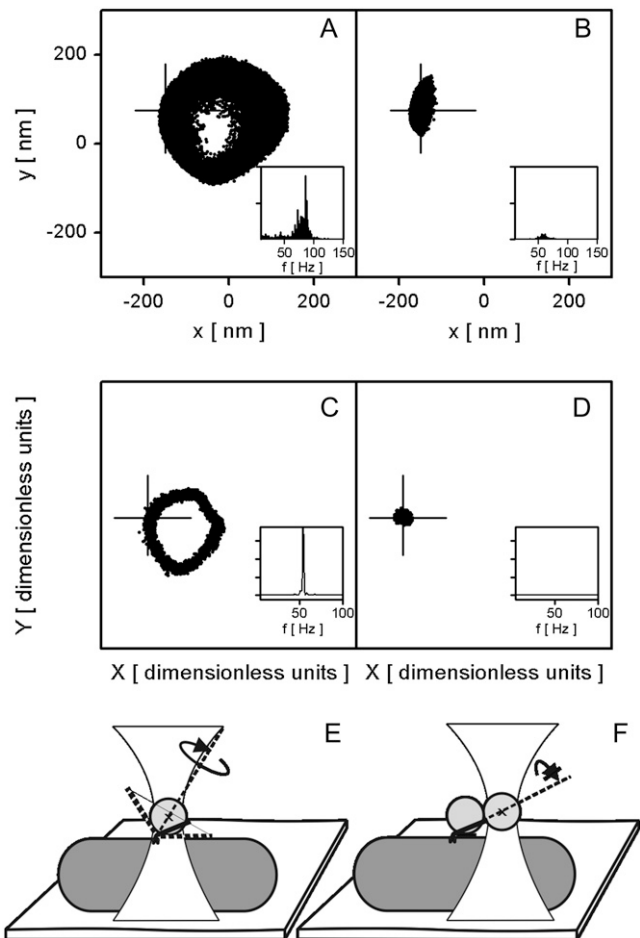 A
B
200
0
-200
y [ nm ]
50 100 150
f [ Hz ]
50 100 150
f [ Hz ]
-200 0 200
-200 0 200
x [ nm ]
x [ nm ]
C
D
Y [ dimensionless units ]
50 100
f [ Hz ]
50 100
f [ Hz ]
X [ dimensionless units ]
X [ dimensionless units ]
E
F